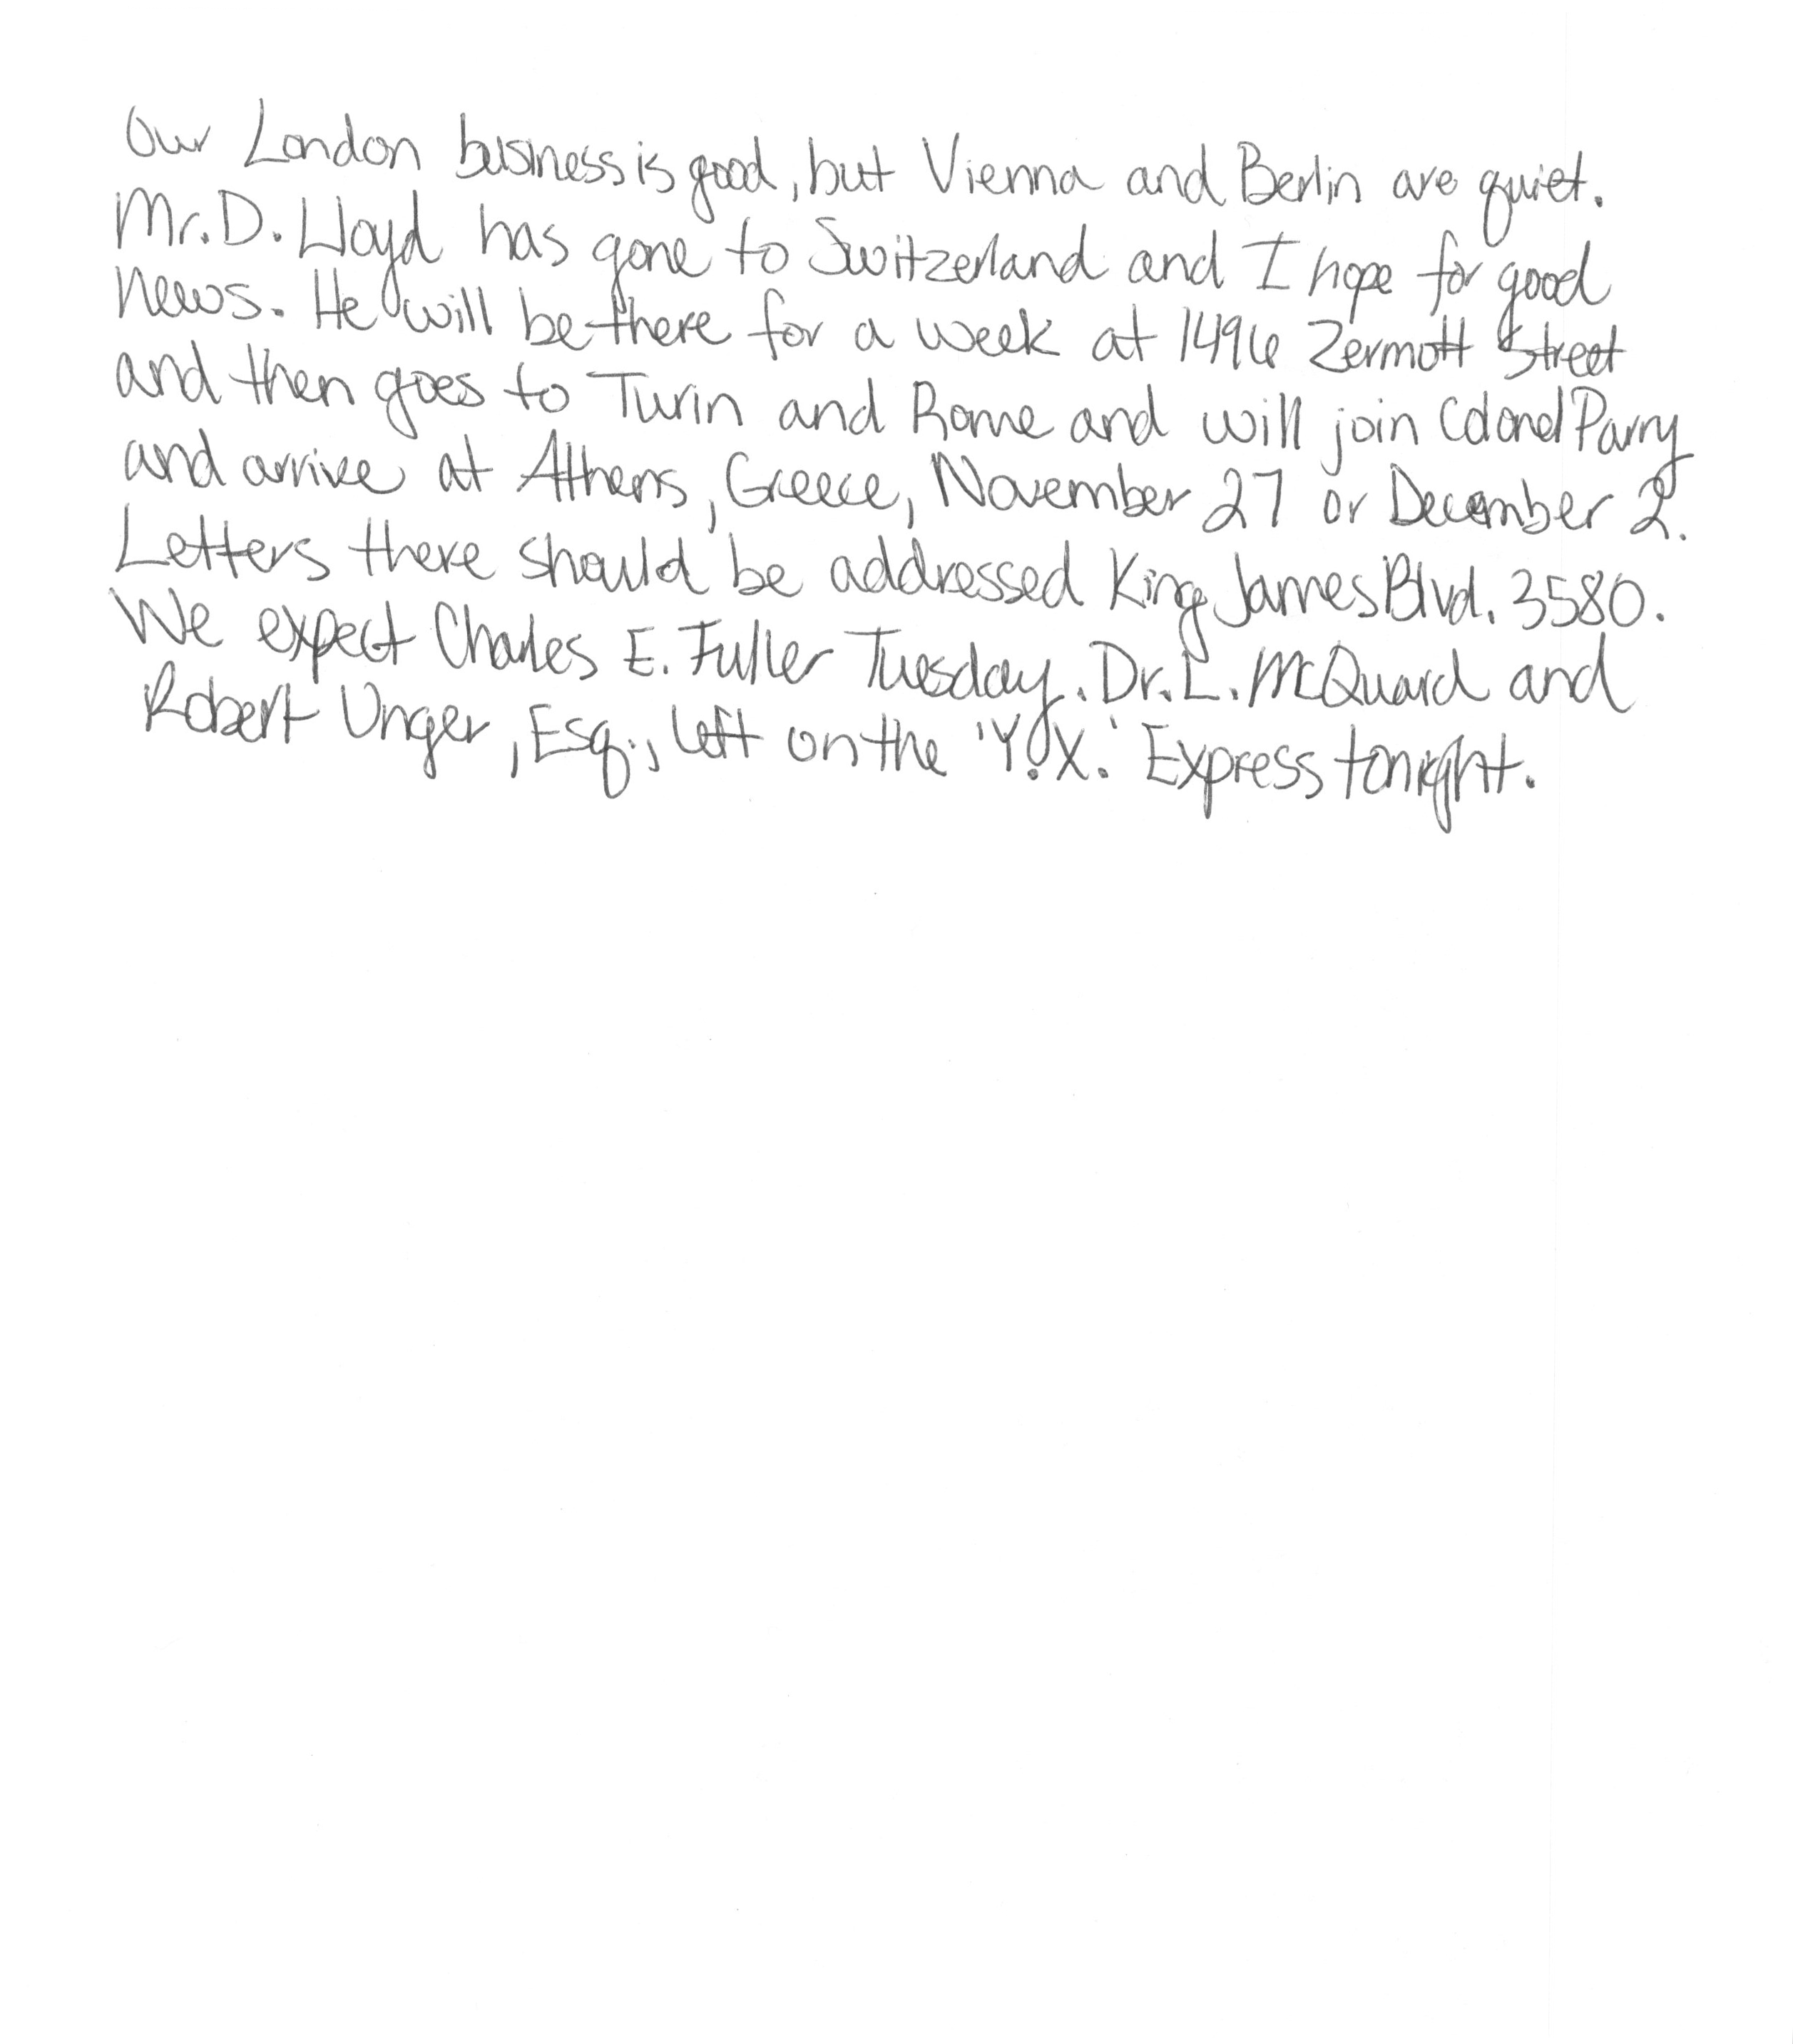 Our London business is good, but Vienna and Berlin are quiet.
Mr. D. Lloyd has gone to Switzerland and I hope for good
news. He will be there for a week at 1496 Zermott Street
and then goes to Turin and Rome and will join Colonel Parry
and arrive at Athens, Greece, November 27 or December 2.
Letters there should be addressed King James Blvd. 3580.
We expect Charles E. Fuller Tuesday. Dr. L. McQuaid and
Robert Unger, Esq., left on the 'Y.X.' Express tonight.